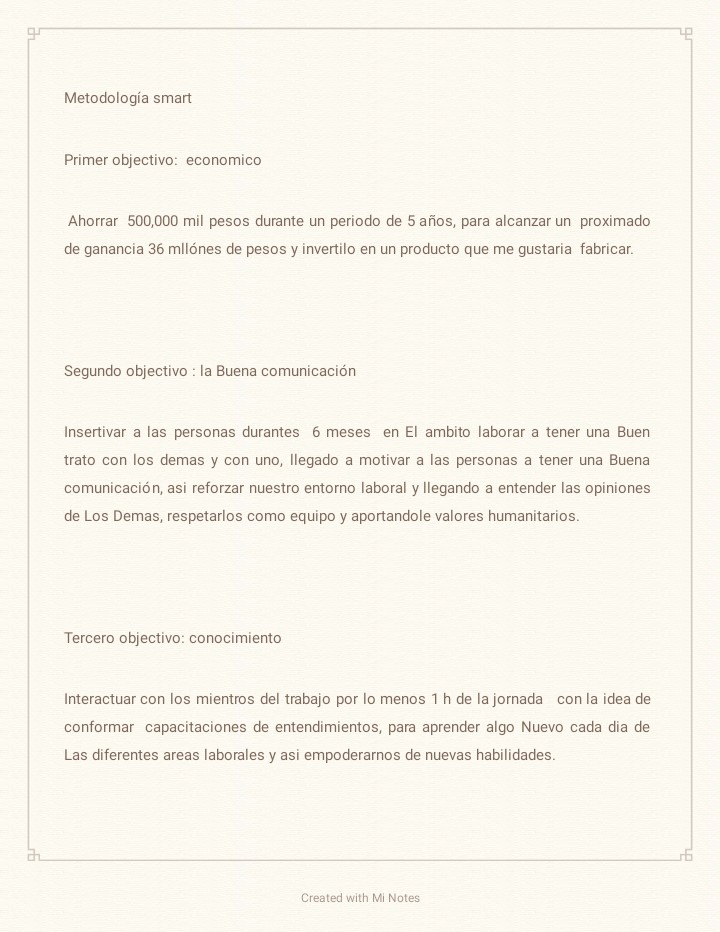 Metodología smart
Primer objectivo: economico
Ahorrar 500,000 mil pesos durante un periodo de 5 años, para alcanzar un proximado
de ganancia 36 mllónes de pesos y invertilo en un producto que me gustaria fabricar.
Segundo objectivo : la Buena comunicación
Insertivar a las personas durantes 6 meses en El ambito laborar a tener una Buen
trato con los demas y con uno, llegado a motivar a las personas a tener una Buena
comunicación, asi reforzar nuestro entorno laboral y llegando a entender las opiniones
de Los Demas, respetarlos como equipo y aportandole valores humanitarios.
Tercero objectivo: conocimiento
Interactuar con los mientros del trabajo por lo menos 1 h de la jornada con la idea de
conformar capacitaciones de entendimientos, para aprender algo Nuevo cada dia de
Las diferentes areas laborales y asi empoderarnos de nuevas habilidades.
Created with Mi Notes